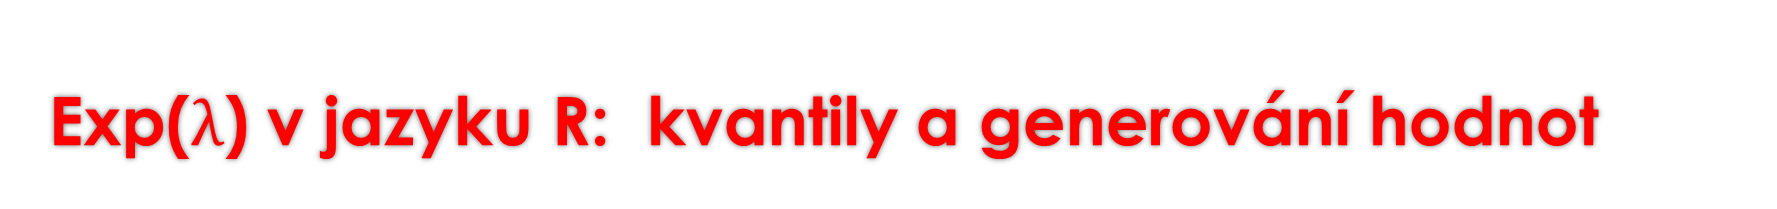 Exp(λ) v jazyku R:  kvantily a generování hodnot